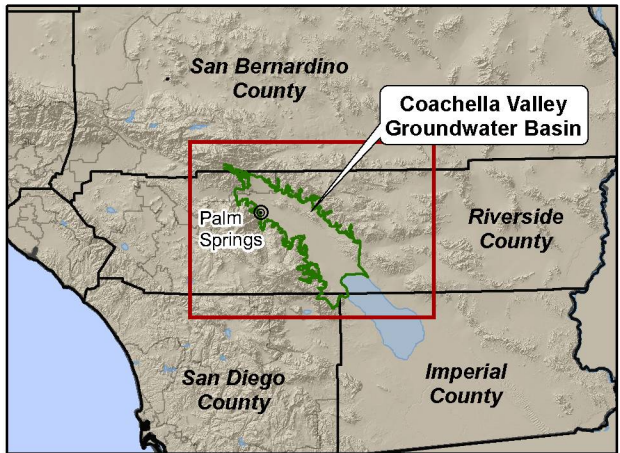 San Bernardino
County
Coachella Valley
Groundwater Basin
Palm
Springs
Riverside
County
San Diego
County
Imperial
County